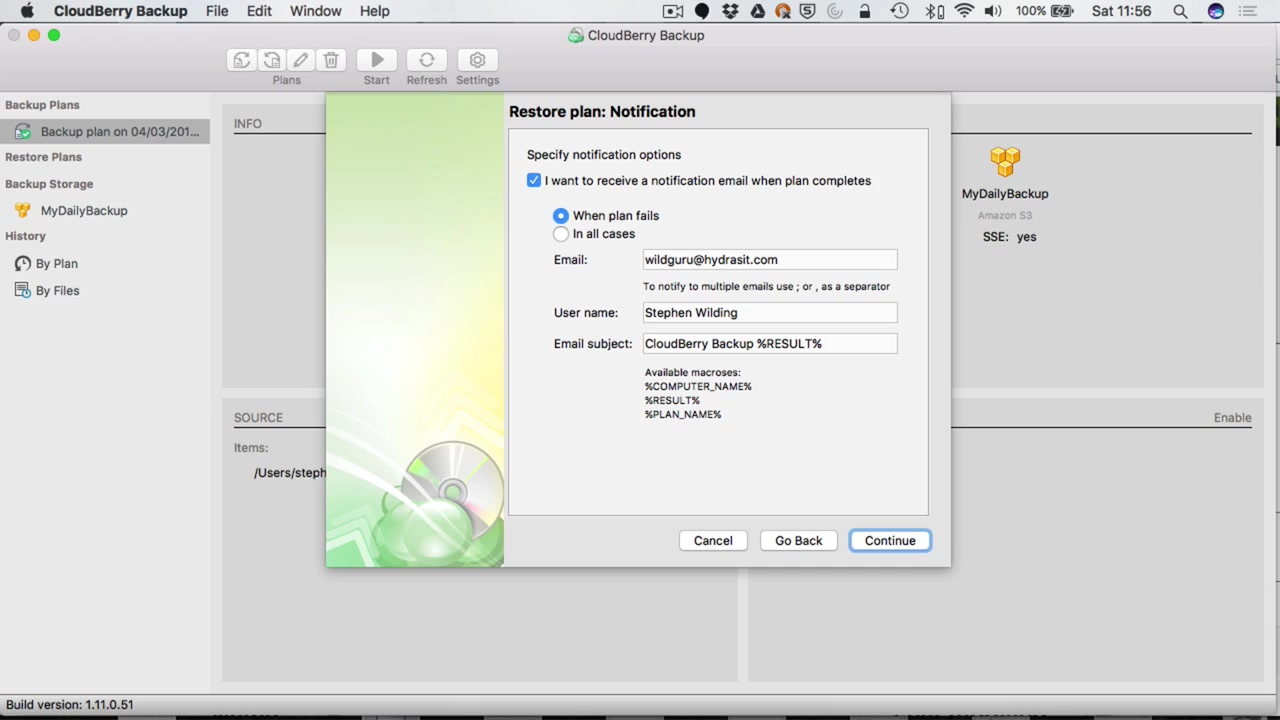 CloudBerry Backup File Edit Window Help 100% Sat 11:56
CloudBerry Backup
Plans Start Refresh Settings
Backup Plans
Backup plan on 04/03/201...
Restore Plans
Backup Storage
MyDailyBackup
History
By Plan
By Files
INFO
Restore plan: Notification
Specify notification options
I want to receive a notification email when plan completes
When plan fails
In all cases
Email: wildguru@hydrasit.com
To notify to multiple emails use ; or , as a separator
User name: Stephen Wilding
Email subject: CloudBerry Backup %RESULT%
Available macroses:
%COMPUTER_NAME%
%RESULT%
%PLAN_NAME%
Cancel Go Back Continue
MyDailyBackup
Amazon S3
SSE: yes
SOURCE
Items:
/Users/steph
Enable
Build version: 1.11.0.51